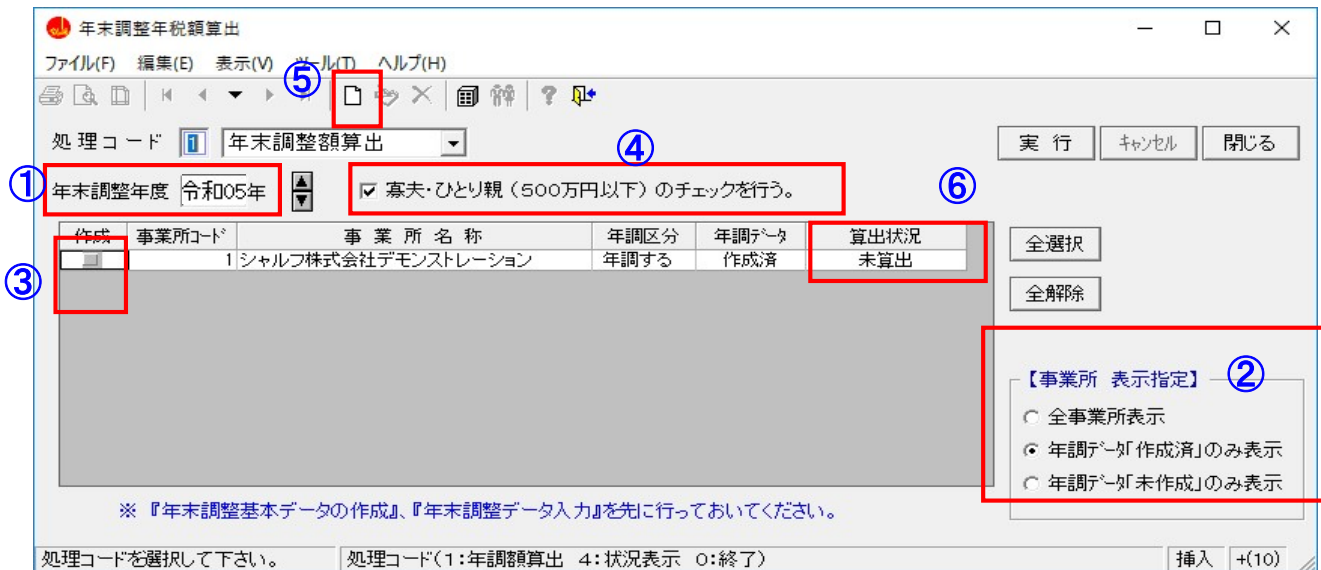 年末調整年税額算出
ファイル(F) 編集(E) 表示(V) ツール(T) ヘルプ(H)
⑤
処理コード 1 年末調整額算出 実 行 キャンセル 閉じる
④
① 年末調整年度 令和05年 寡夫・ひとり親（500万円以下）のチェックを行う。 ⑥
作成 事業所コード 事 業 所 名 称 年調区分 年調データ 算出状況 全選択
1 シャルフ株式会社デモンストレーション 年調する 作成済 未算出
③ 全解除
【事業所 表示指定】 ②
全事業所表示
年調データ「作成済」のみ表示
年調データ「未作成」のみ表示
※『年末調整基本データの作成』、『年末調整データ入力』を先に行っておいてください。
処理コードを選択して下さい。 処理コード(1:年調額算出 4:状況表示 0:終了) 挿入 +(10)